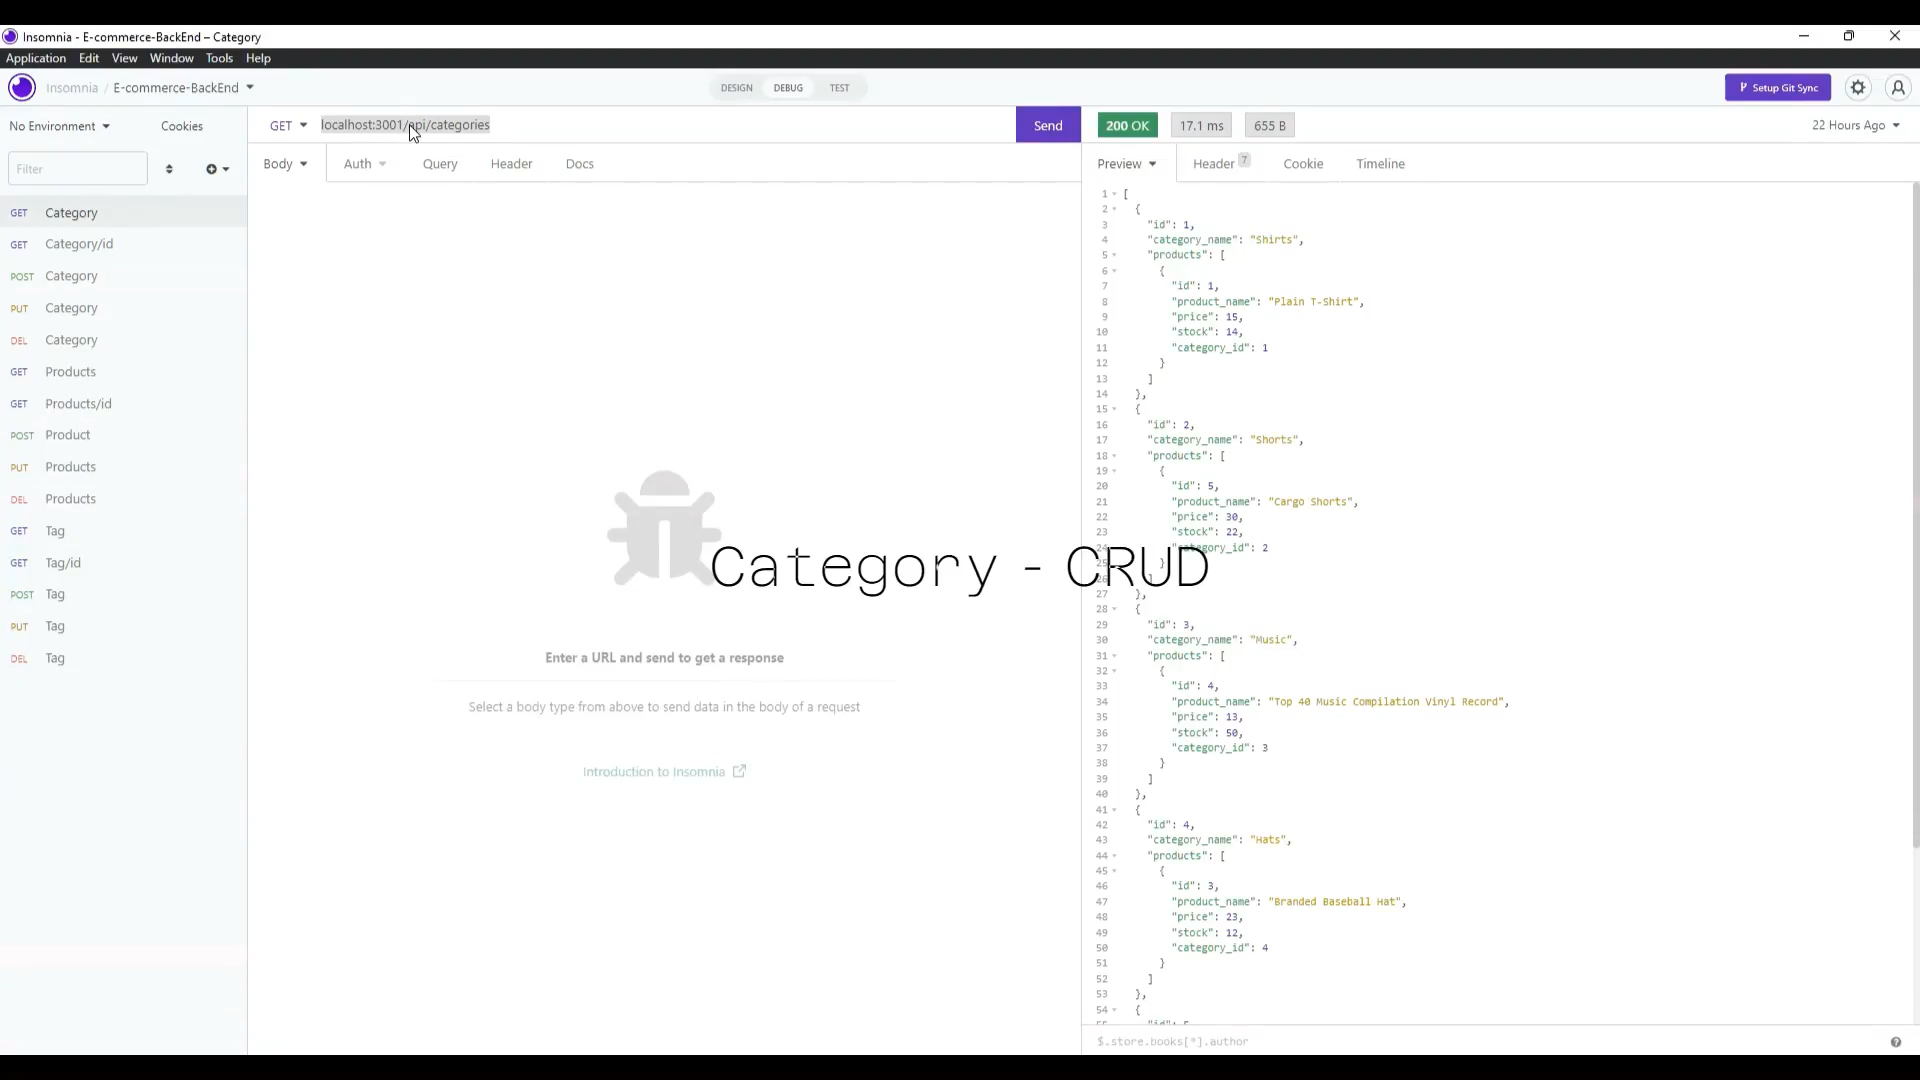 Insomnia - E-commerce-BackEnd – Category
Application Edit View Window Tools Help
Insomnia / E-commerce-BackEnd
DESIGN DEBUG TEST
Setup Git Sync
No Environment Cookies
GET localhost:3001/api/categories Send
200 OK 17.1 ms 655 B 22 Hours Ago
Filter
Body Auth Query Header Docs
Preview Header 7 Cookie Timeline
GET Category
GET Category/id
POST Category
PUT Category
DEL Category
GET Products
GET Products/id
POST Product
PUT Products
DEL Products
GET Tag
GET Tag/id
POST Tag
PUT Tag
DEL Tag
Category - CRUD
Enter a URL and send to get a response
Select a body type from above to send data in the body of a request
Introduction to Insomnia
1 [
2 {
3 "id": 1,
4 "category_name": "Shirts",
5 "products": [
6 {
7 "id": 1,
8 "product_name": "Plain T-Shirt",
9 "price": 15,
10 "stock": 14,
11 "category_id": 1
12 }
13 ]
14 },
15 {
16 "id": 2,
17 "category_name": "Shorts",
18 "products": [
19 {
20 "id": 5,
21 "product_name": "Cargo Shorts",
22 "price": 30,
23 "stock": 22,
24 "category_id": 2
25 }
26 ]
27 },
28 {
29 "id": 3,
30 "category_name": "Music",
31 "products": [
32 {
33 "id": 4,
34 "product_name": "Top 40 Music Compilation Vinyl Record",
35 "price": 13,
36 "stock": 50,
37 "category_id": 3
38 }
39 ]
40 },
41 {
42 "id": 4,
43 "category_name": "Hats",
44 "products": [
45 {
46 "id": 3,
47 "product_name": "Branded Baseball Hat",
48 "price": 23,
49 "stock": 12,
50 "category_id": 4
51 }
52 ]
53 },
54 {
$.store.books[*].author